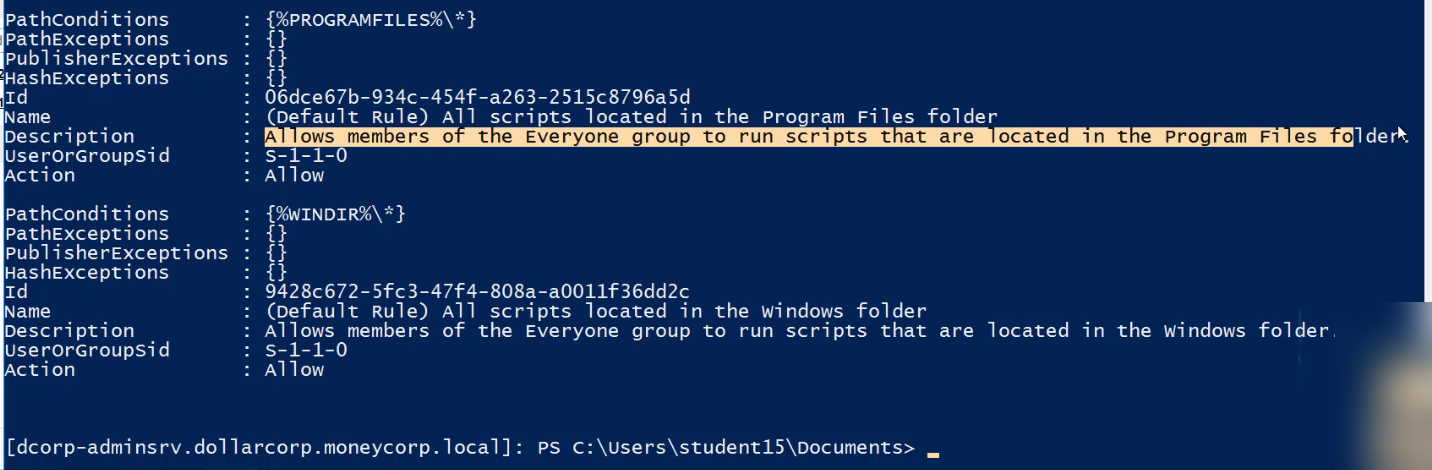 PathConditions : {%PROGRAMFILES%\*}
PathExceptions : {}
PublisherExceptions : {}
HashExceptions : {}
Id : 06dce67b-934c-454f-a263-2515c8796a5d
Name : (Default Rule) All scripts located in the Program Files folder
Description : Allows members of the Everyone group to run scripts that are located in the Program Files folder.
UserOrGroupSid : S-1-1-0
Action : Allow
PathConditions : {%WINDIR%\*}
PathExceptions : {}
PublisherExceptions : {}
HashExceptions : {}
Id : 9428c672-5fc3-47f4-808a-a0011f36dd2c
Name : (Default Rule) All scripts located in the Windows folder
Description : Allows members of the Everyone group to run scripts that are located in the Windows folder.
UserOrGroupSid : S-1-1-0
Action : Allow
[dcorp-adminsrv.dollarcorp.moneycorp.local]: PS C:\Users\student15\Documents>